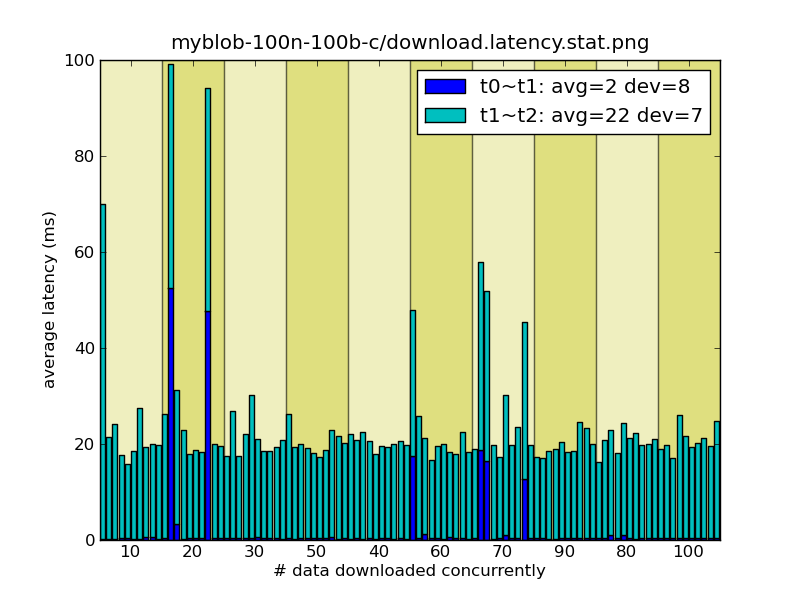 myblob-100n-100b-c/download.latency.stat.png
t0~t1: avg=2 dev=8
t1~t2: avg=22 dev=7
100
80
60
40
20
0
average latency (ms)
10 20 30 50 40 60 70 90 80 100
# data downloaded concurrently